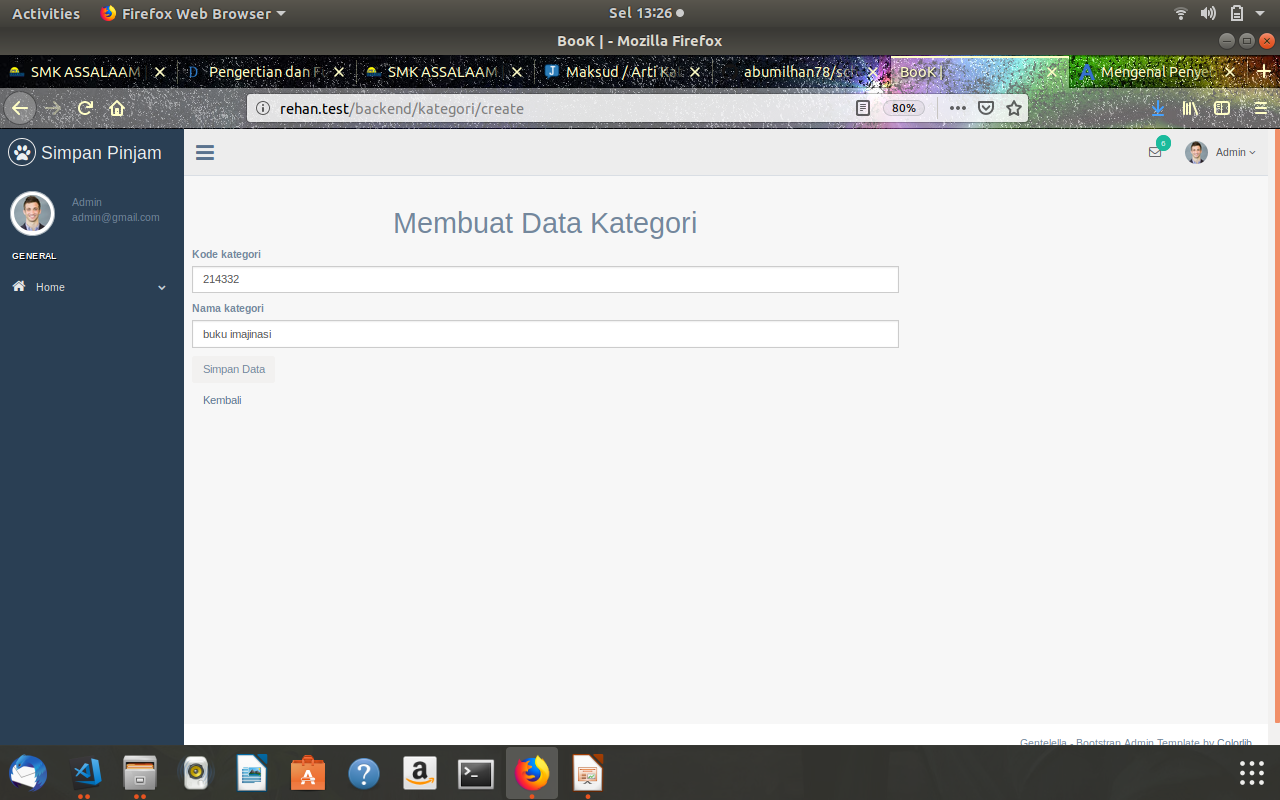 Activities
Firefox Web Browser
Sel 13:26
BooK | - Mozilla Firefox
SMK ASSALAAM
Pengertian dan F
SMK ASSALAAM
Maksud / Arti Ka
abumilhan78/sc
BooK |
Mengenal Penye
rehan.test/backend/kategori/create
80%
Simpan Pinjam
6
Admin
Admin
admin@gmail.com
GENERAL
Home
Membuat Data Kategori
Kode kategori
214332
Nama kategori
buku imajinasi
Simpan Data
Kembali
Gentelella - Bootstrap Admin Template by Colorlib